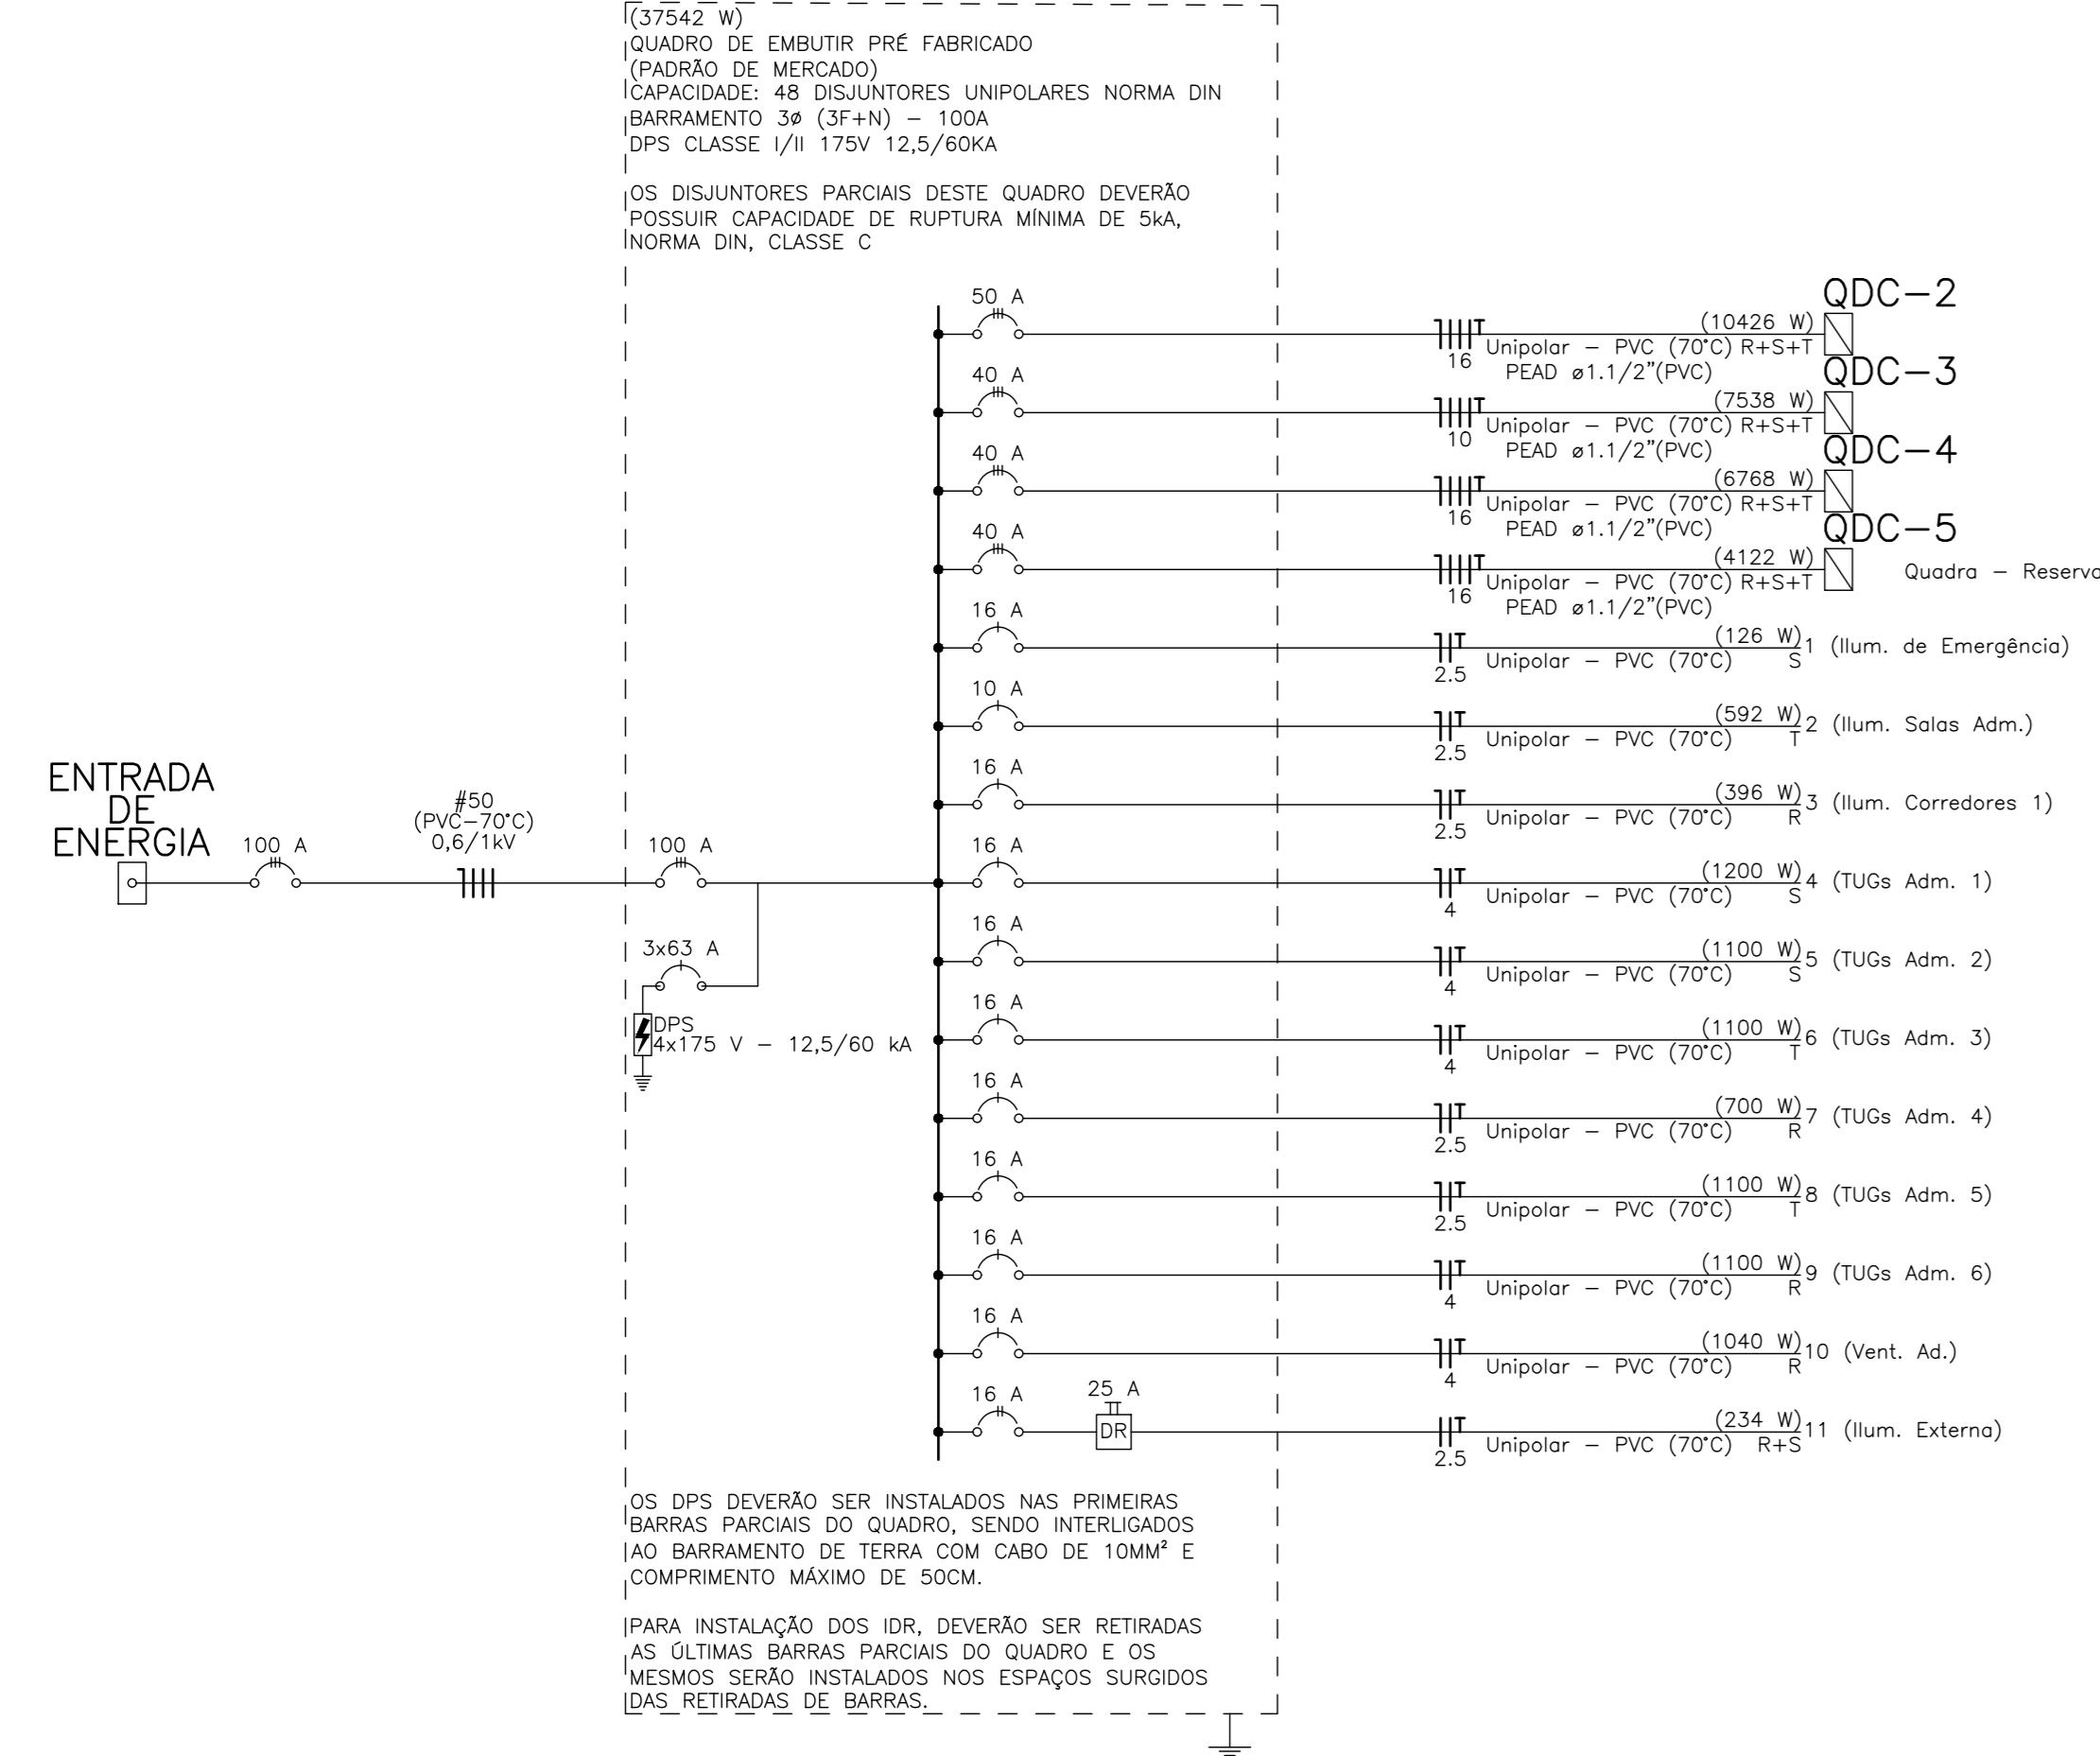 (37542 W)
QUADRO DE EMBUTIR PRÉ FABRICADO
(PADRÃO DE MERCADO)
CAPACIDADE: 48 DISJUNTORES UNIPOLARES NORMA DIN
BARRAMENTO 3ø (3F+N) – 100A
DPS CLASSE I/II 175V 12,5/60KA
OS DISJUNTORES PARCIAIS DESTE QUADRO DEVERÃO
POSSUIR CAPACIDADE DE RUPTURA MÍNIMA DE 5kA,
NORMA DIN, CLASSE C
ENTRADA
DE
ENERGIA
100 A
#50
(PVC–70°C)
0,6/1kV
100 A
3x63 A
DPS
4x175 V – 12,5/60 kA
50 A
QDC–2
(10426 W)
16
Unipolar – PVC (70°C) R+S+T
PEAD ø1.1/2"(PVC)
40 A
QDC–3
(7538 W)
10
Unipolar – PVC (70°C) R+S+T
PEAD ø1.1/2"(PVC)
40 A
QDC–4
(6768 W)
16
Unipolar – PVC (70°C) R+S+T
PEAD ø1.1/2"(PVC)
40 A
QDC–5
(4122 W)
Quadra – Reserva
16
Unipolar – PVC (70°C) R+S+T
PEAD ø1.1/2"(PVC)
16 A
(126 W) 1 (Ilum. de Emergência)
2.5 Unipolar – PVC (70°C) S
10 A
(592 W) 2 (Ilum. Salas Adm.)
2.5 Unipolar – PVC (70°C) T
16 A
(396 W) 3 (Ilum. Corredores 1)
2.5 Unipolar – PVC (70°C) R
16 A
(1200 W) 4 (TUGs Adm. 1)
4 Unipolar – PVC (70°C) S
16 A
(1100 W) 5 (TUGs Adm. 2)
4 Unipolar – PVC (70°C) S
16 A
(1100 W) 6 (TUGs Adm. 3)
4 Unipolar – PVC (70°C) T
16 A
(700 W) 7 (TUGs Adm. 4)
2.5 Unipolar – PVC (70°C) R
16 A
(1100 W) 8 (TUGs Adm. 5)
2.5 Unipolar – PVC (70°C) T
16 A
(1100 W) 9 (TUGs Adm. 6)
4 Unipolar – PVC (70°C) R
16 A
(1040 W) 10 (Vent. Ad.)
4 Unipolar – PVC (70°C) R
16 A
25 A
DR
(234 W) 11 (Ilum. Externa)
2.5 Unipolar – PVC (70°C) R+S
OS DPS DEVERÃO SER INSTALADOS NAS PRIMEIRAS
BARRAS PARCIAIS DO QUADRO, SENDO INTERLIGADOS
AO BARRAMENTO DE TERRA COM CABO DE 10MM² E
COMPRIMENTO MÁXIMO DE 50CM.
PARA INSTALAÇÃO DOS IDR, DEVERÃO SER RETIRADAS
AS ÚLTIMAS BARRAS PARCIAIS DO QUADRO E OS
MESMOS SERÃO INSTALADOS NOS ESPAÇOS SURGIDOS
DAS RETIRADAS DE BARRAS.